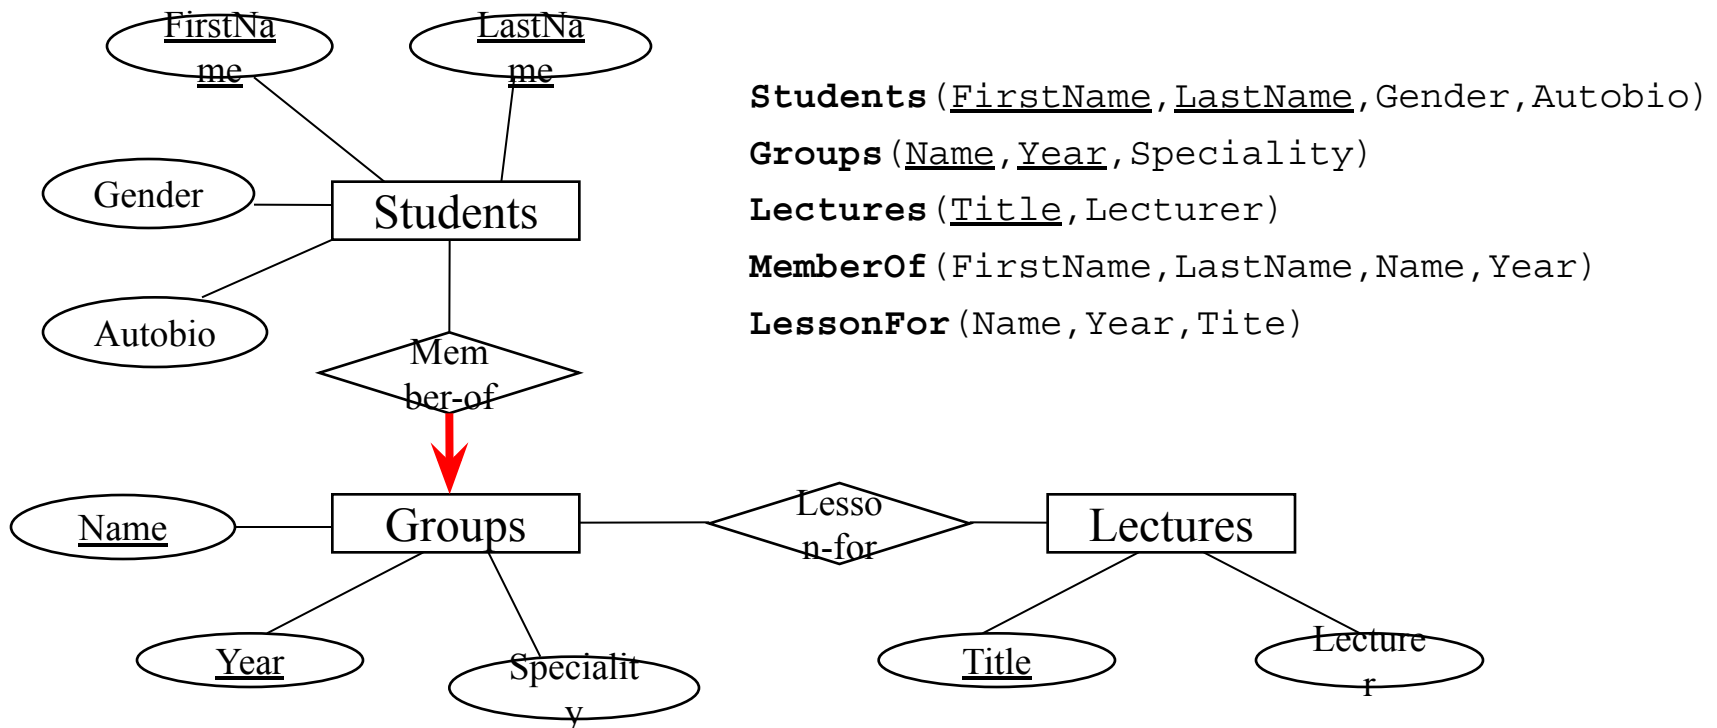 FirstNa
me
LastNa
me
Students(FirstName,LastName,Gender,Autobio)
Groups(Name,Year,Speciality)
Lectures(Title,Lecturer)
MemberOf(FirstName,LastName,Name,Year)
LessonFor(Name,Year,Tite)
Gender
Students
Autobio
Mem
ber-of
Name
Groups
Lesso
n-for
Lectures
Year
Specialit
y
Title
Lecture
r